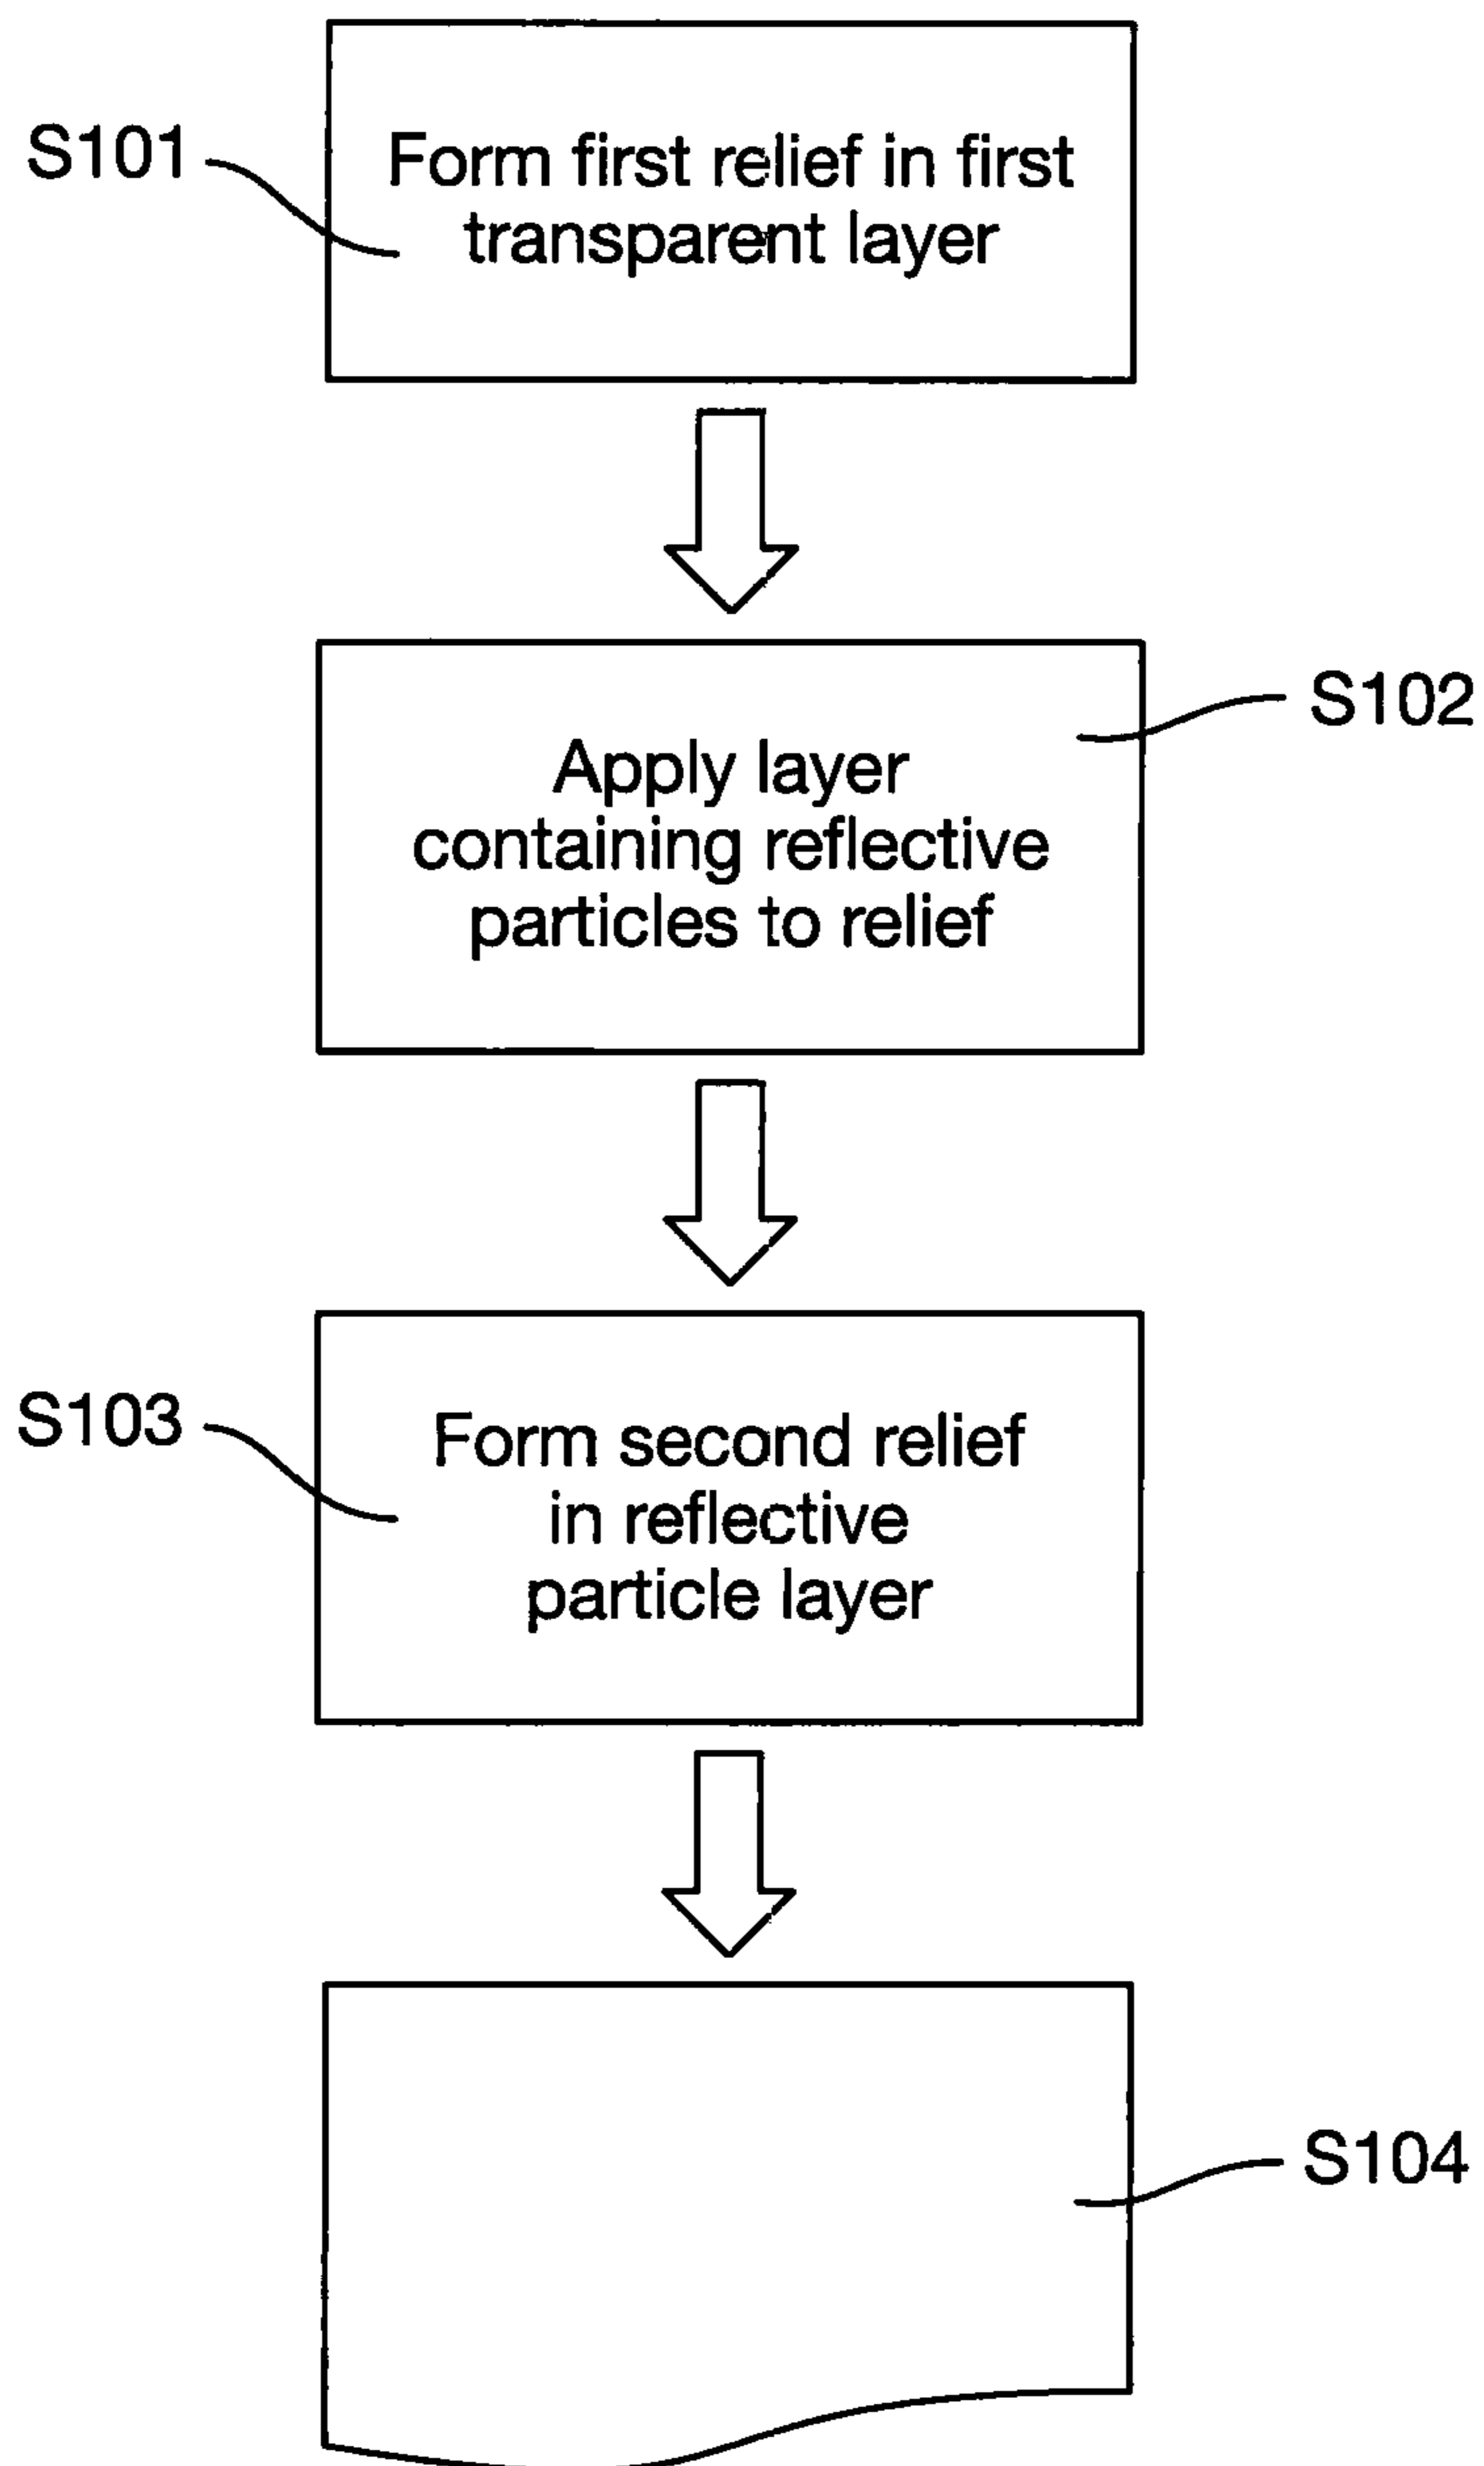 S101
Form first relief in first
transparent layer
S102
Apply layer
containing reflective
particles to relief
S103
Form second relief
in reflective
particle layer
S104